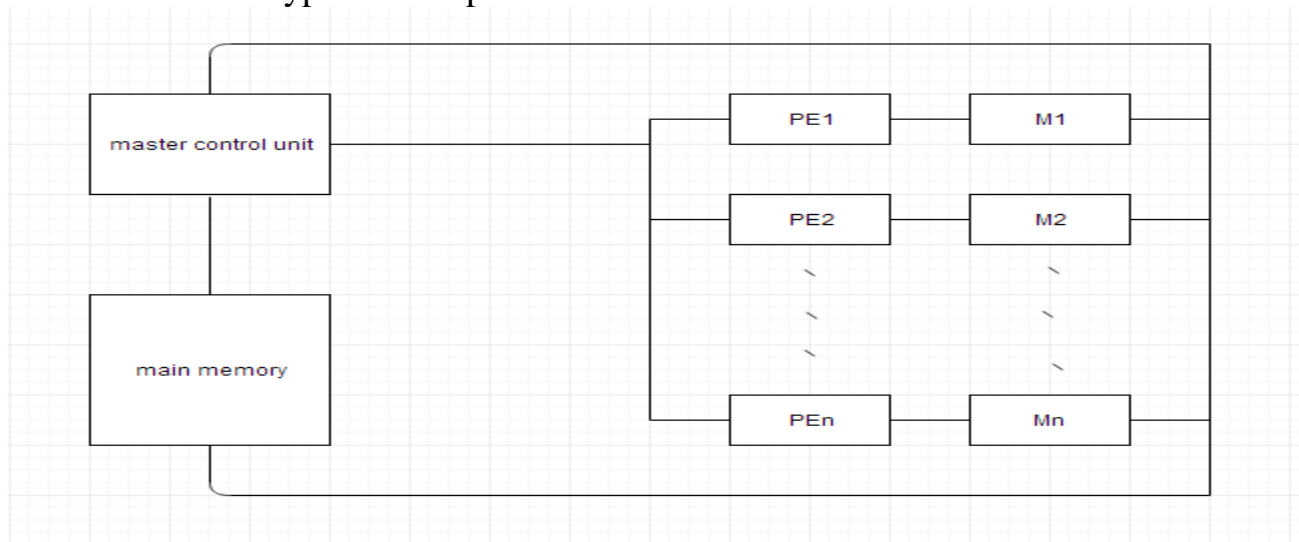 master control unit
PE1
M1
PE2
M2
main memory
PEn
Mn